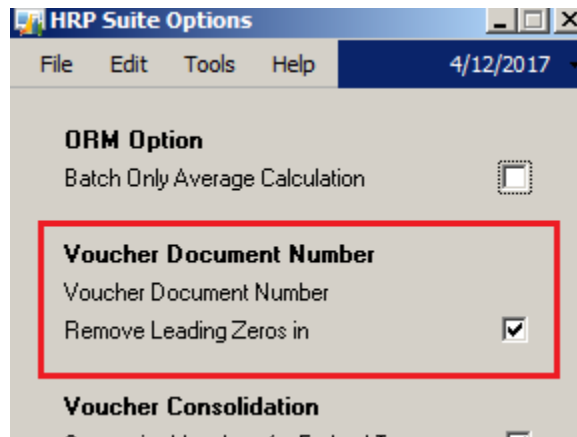 HRP Suite Options
File Edit Tools Help 4/12/2017
ORM Option
Batch Only Average Calculation
Voucher Document Number
Voucher Document Number
Remove Leading Zeros in
Voucher Consolidation